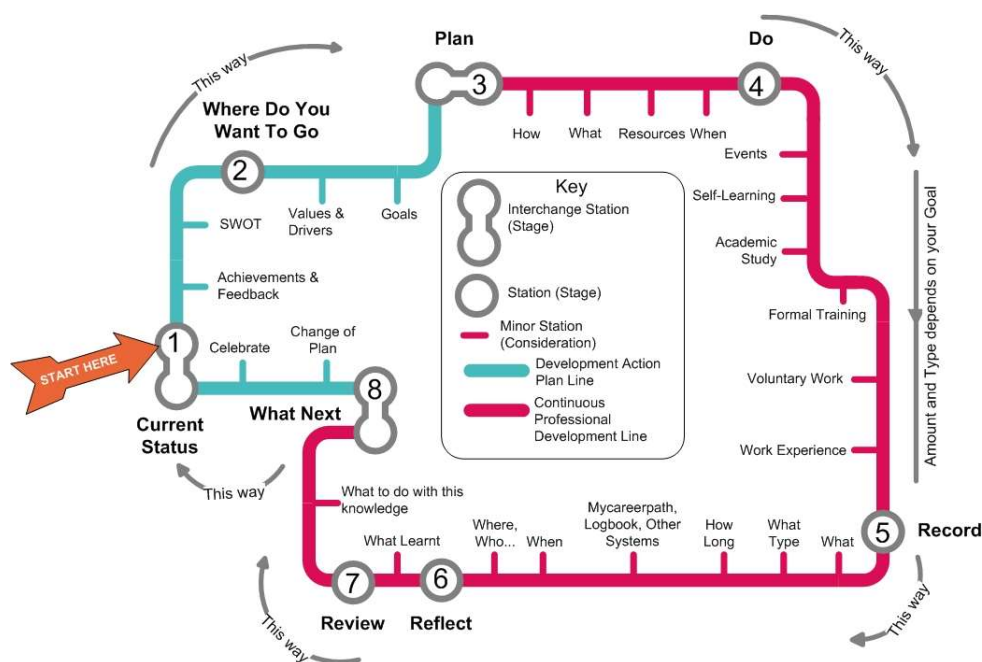 This way
Plan
Do
This way
3
4
Where Do You
Want To Go
2
How
What
Resources
When
Events
Key
Interchange Station
(Stage)
Self-Learning
SWOT
Values &
Drivers
Goals
Academic
Study
Achievements &
Feedback
Station (Stage)
Formal Training
Amount and Type depends on your Goal
START HERE
1
Celebrate
Change of
Plan
Minor Station
(Consideration)
Development Action
Plan Line
Voluntary Work
8
What Next
Current
Status
Continuous
Professional
Development Line
Work Experience
This way
What to do with this
knowledge
What Learnt
Where,
Who...
When
Mycareerpath,
Logbook, Other
Systems
How
Long
What
Type
What
5
Record
7
6
Review
Reflect
This way
This way